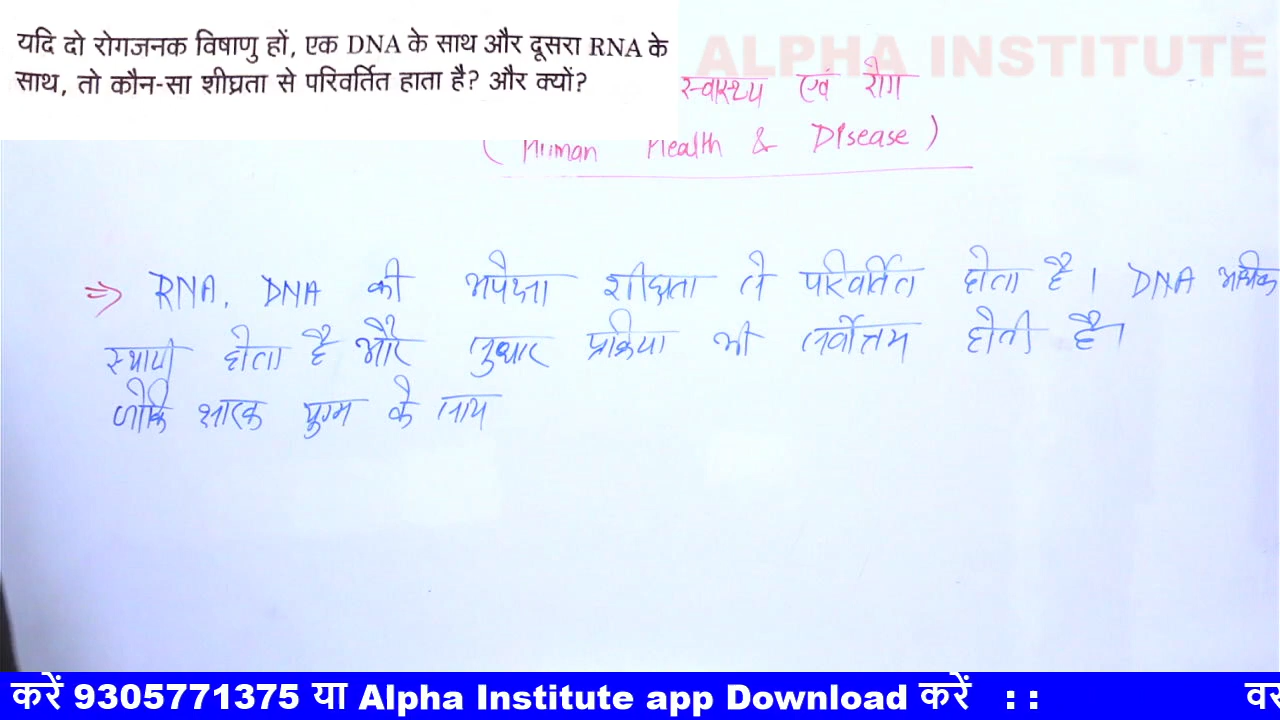 यदि दो रोगजनक विषाणु हों, एक DNA के साथ और दूसरा RNA के
साथ, तो कौन-सा शीघ्रता से परिवर्तित हाता है? और क्यों?
ALPHA INSTITUTE
स्वास्थ्य एवं रोग
( Human Health & Disease )
⇒ RNA, DNA की अपेक्षा शीघ्रता से परिवर्तित होता है। DNA अधिक
स्थायी होता है और सुधार प्रक्रिया भी सर्वोत्तम होती है।
जोकि क्षारक युग्म के साथ
करें 9305771375 या Alpha Institute app Download करें : :